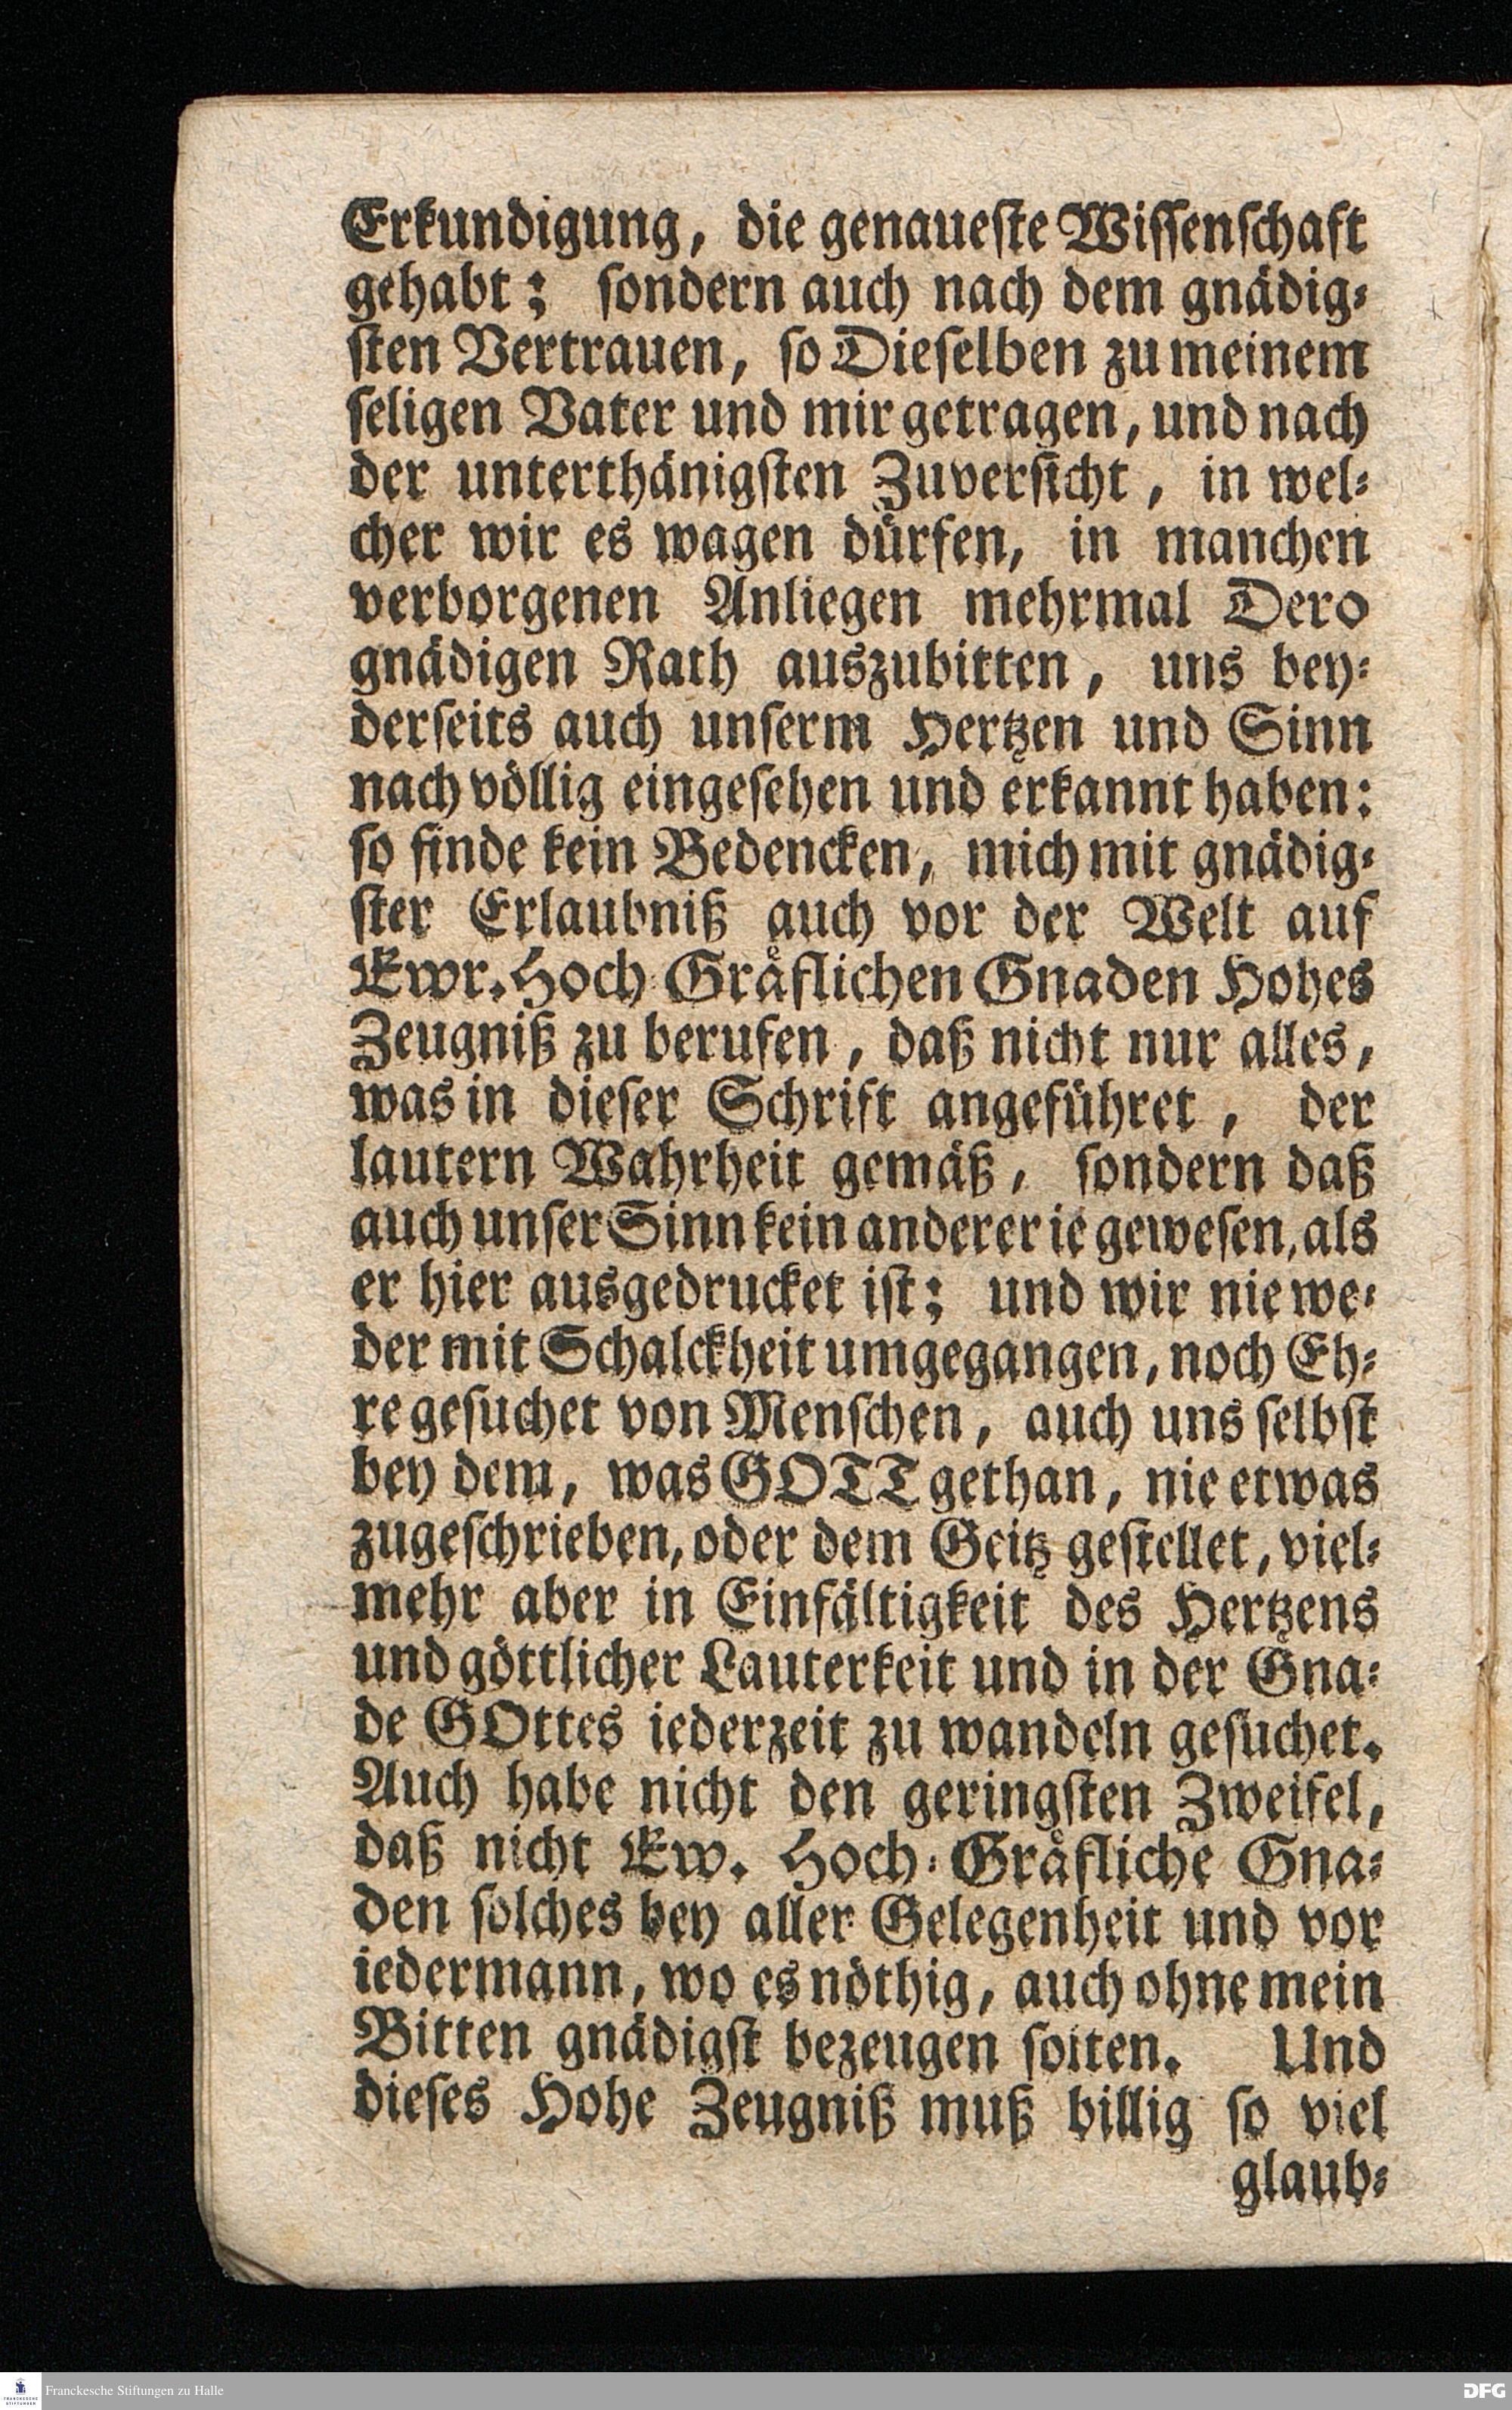 Erkundigung, die genaueſte Wiſſenſchaft
gehabt; ſondern auch nach dem gnädig⸗
ſten Vertrauen, ſo Dieſelben zu meinem
ſeligen Vater und mir getragen, und nach
der unterthänigſten Zuverſicht, in wel⸗
cher wir es wagen dürfen, in manchen
verborgenen Anliegen mehrmal Dero
gnädigen Rath auszubitten, uns bey⸗
derſeits auch unſerm Hertzen und Sinn
nach völlig eingeſehen und erkannt haben:
ſo finde kein Bedencken, mich mit gnädig⸗
ſter Erlaubniß auch vor der Welt auf
Ewr. Hoch⸗Gräflichen Gnaden Hohes
Zeugniß zu berufen, daß nicht nur alles,
was in dieſer Schrift angeführet, der
lautern Wahrheit gemäß, ſondern daß
auch unſer Sinn kein anderer ie geweſen, als
er hier ausgedrucket iſt; und wir nie we⸗
der mit Schalckheit umgegangen, noch Eh⸗
re geſuchet von Menſchen, auch uns ſelbſt
bey dem, was GOTT gethan, nie etwas
zugeſchrieben, oder dem Geitz geſtellet, viel⸗
mehr aber in Einfältigkeit des Hertzens
und göttlicher Lauterkeit und in der Gna⸗
de GOttes iederzeit zu wandeln geſuchet.
Auch habe nicht den geringſten Zweifel,
daß nicht Ew. Hoch⸗Gräfliche Gna⸗
den ſolches bey aller Gelegenheit und vor
iedermann, wo es nöthig, auch ohne mein
Bitten gnädigſt bezeugen ſolten. Und
dieſes Hohe Zeugniß muß billig ſo viel
glaub⸗
Franckesche Stiftungen zu Halle
FRANCKESCHE
STIFTUNGEN
DFG